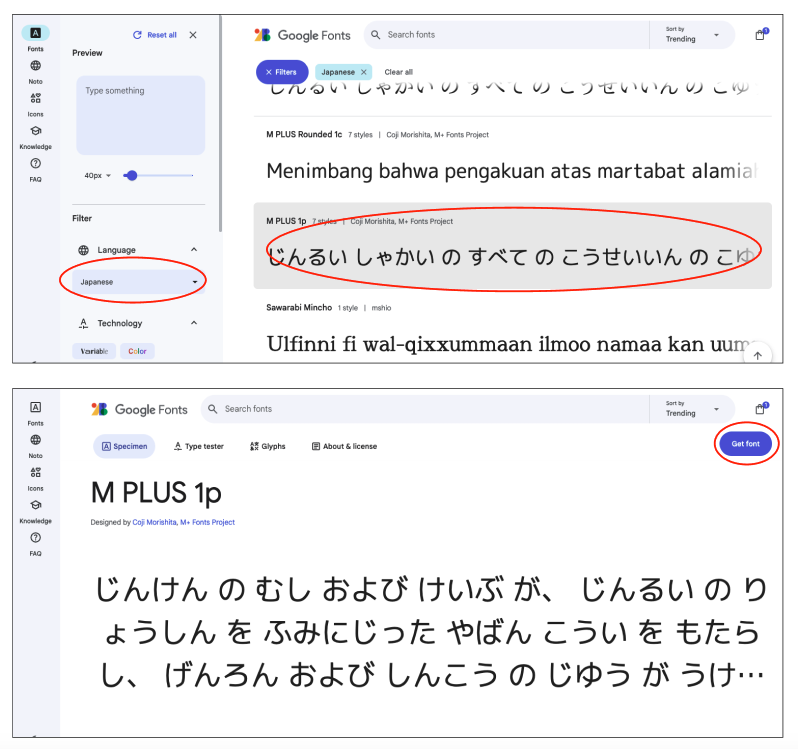 Reset all
Preview
Type something
40px
Filter
Language
Japanese
Technology
Variable
Color
Fonts
Noto
Icons
Knowledge
FAQ
Google Fonts
Search fonts
Sort by
Trending
1
Filters
Japanese
Clear all
じんるい しゃかい の すべて の こうせいいん の こゆ
M PLUS Rounded 1c 7 styles | Coji Morishita, M+ Fonts Project
Menimbang bahwa pengakuan atas martabat alamiah
M PLUS 1p 7 styles | Coji Morishita, M+ Fonts Project
じんるい しゃかい の すべて の こうせいいん の こゆ
Sawarabi Mincho 1 style | mshio
Ulfinni fi wal-qixxummaan ilmoo namaa kan uum
Fonts
Noto
Icons
Knowledge
FAQ
Google Fonts
Search fonts
Sort by
Trending
1
Specimen
Type tester
Glyphs
About & license
Get font
M PLUS 1p
Designed by Coji Morishita, M+ Fonts Project
じんけん の むし および けいぶ が、 じんるい の り
ょうしん を ふみにじった やばん こうい を もたら
し、 げんろん および しんこう の じゆう が うけ…